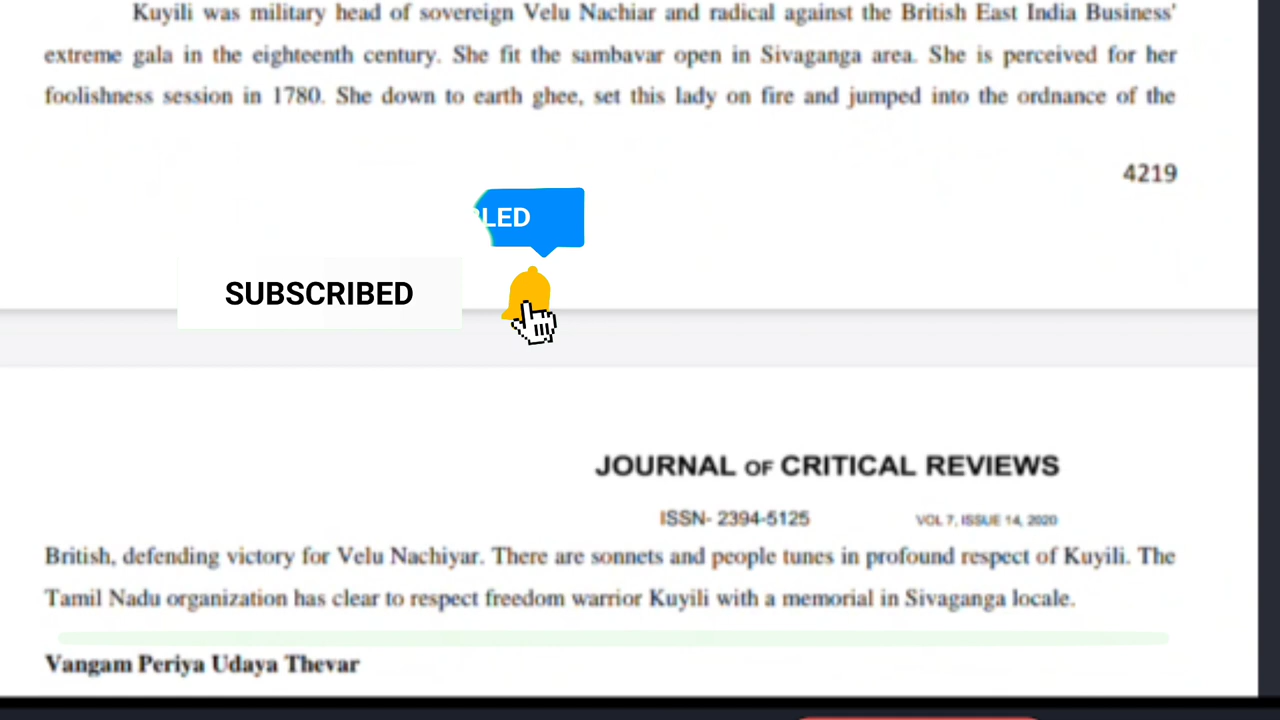 Kuyili was military head of sovereign Velu Nachiar and radical against the British East India Business'
extreme gala in the eighteenth century. She fit the sambavar open in Sivaganga area. She is perceived for her
foolishness session in 1780. She down to earth ghee, set this lady on fire and jumped into the ordnance of the
4219
LED
SUBSCRIBED
JOURNAL OF CRITICAL REVIEWS
ISSN- 2394-5125 VOL 7, ISSUE 14, 2020
British, defending victory for Velu Nachiyar. There are sonnets and people tunes in profound respect of Kuyili. The
Tamil Nadu organization has clear to respect freedom warrior Kuyili with a memorial in Sivaganga locale.
Vangam Periya Udaya Thevar